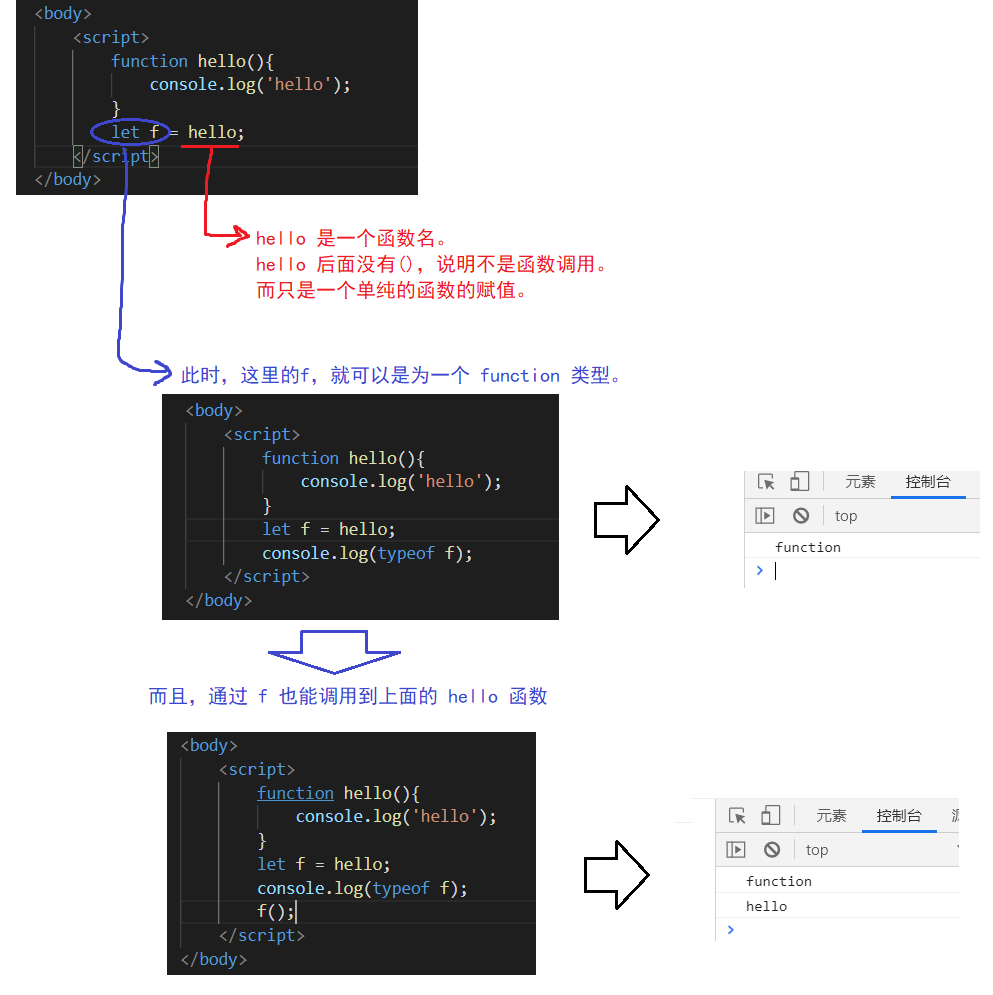 <body>
<script>
function hello(){
console.log('hello');
}
let f = hello;
</script>
</body>
hello 是一个函数名。
hello 后面没有()，说明不是函数调用。
而只是一个单纯的函数的赋值。
此时，这里的f，就可以是为一个 function 类型。
<body>
<script>
function hello(){
console.log('hello');
}
let f = hello;
console.log(typeof f);
</script>
</body>
元素 控制台
top
function
>
而且，通过 f 也能调用到上面的 hello 函数
<body>
<script>
function hello(){
console.log('hello');
}
let f = hello;
console.log(typeof f);
f();
</script>
</body>
元素 控制台
top
function
hello
>